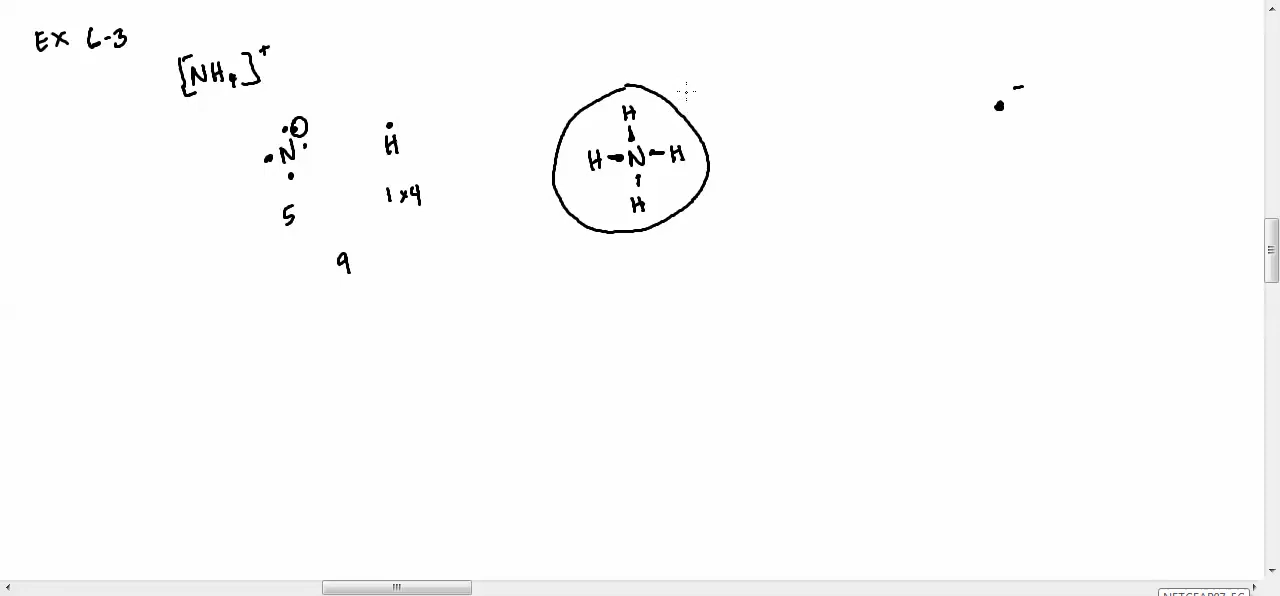 EX 6-3
[NH4]+
N H
5 1x4
9
H
H-N-H
H
-